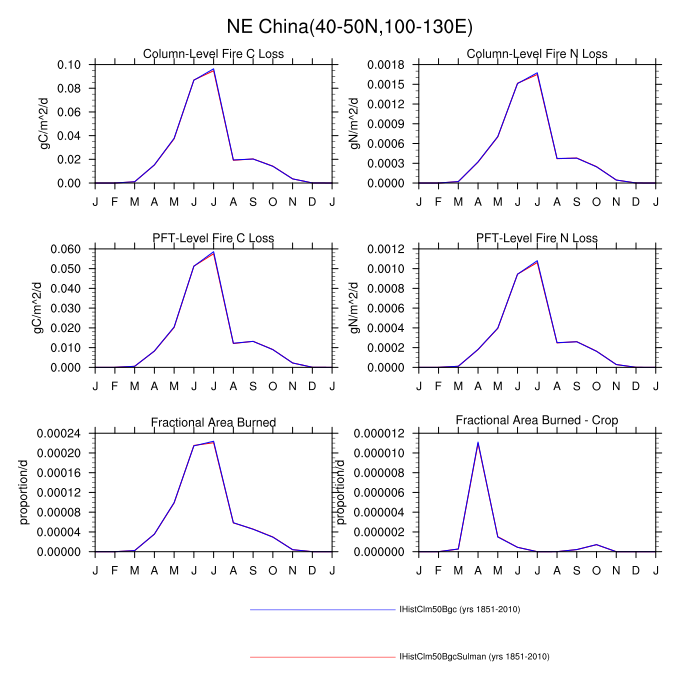 NE China(40-50N,100-130E)
Column-Level Fire C Loss
gC/m^2/d
0.10
0.08
0.06
0.04
0.02
0.00
J F M A M J J A S O N D J
Column-Level Fire N Loss
gN/m^2/d
0.0018
0.0015
0.0012
0.0009
0.0006
0.0003
0.0000
J F M A M J J A S O N D J
PFT-Level Fire C Loss
gC/m^2/d
0.060
0.050
0.040
0.030
0.020
0.010
0.000
J F M A M J J A S O N D J
PFT-Level Fire N Loss
gN/m^2/d
0.0012
0.0010
0.0008
0.0006
0.0004
0.0002
0.0000
J F M A M J J A S O N D J
Fractional Area Burned
proportion/d
0.00024
0.00020
0.00016
0.00012
0.00008
0.00004
0.00000
J F M A M J J A S O N D J
Fractional Area Burned - Crop
proportion/d
0.000012
0.000010
0.000008
0.000006
0.000004
0.000002
0.000000
J F M A M J J A S O N D J
IHistClm50Bgc (yrs 1851-2010)
IHistClm50BgcSulman (yrs 1851-2010)